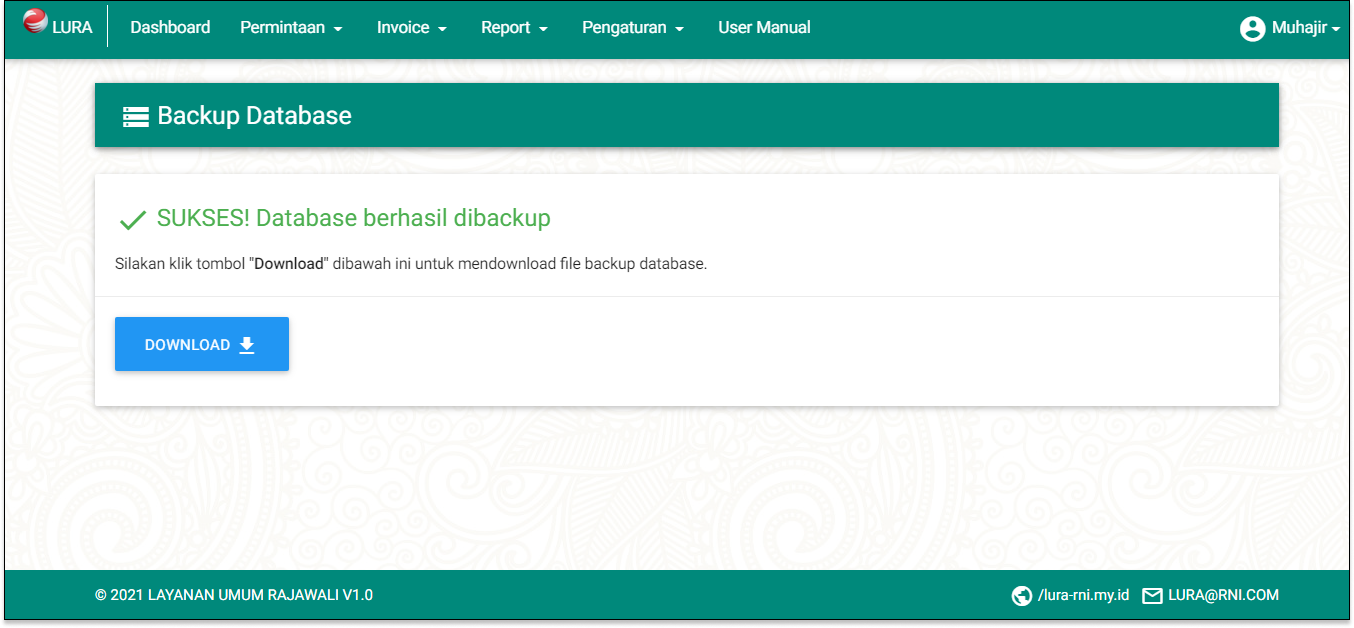 LURA Dashboard Permintaan Invoice Report Pengaturan User Manual Muhajir
Backup Database
SUKSES! Database berhasil dibackup
Silakan klik tombol "Download" dibawah ini untuk mendownload file backup database.
DOWNLOAD
© 2021 LAYANAN UMUM RAJAWALI V1.0 /lura-rni.my.id LURA@RNI.COM